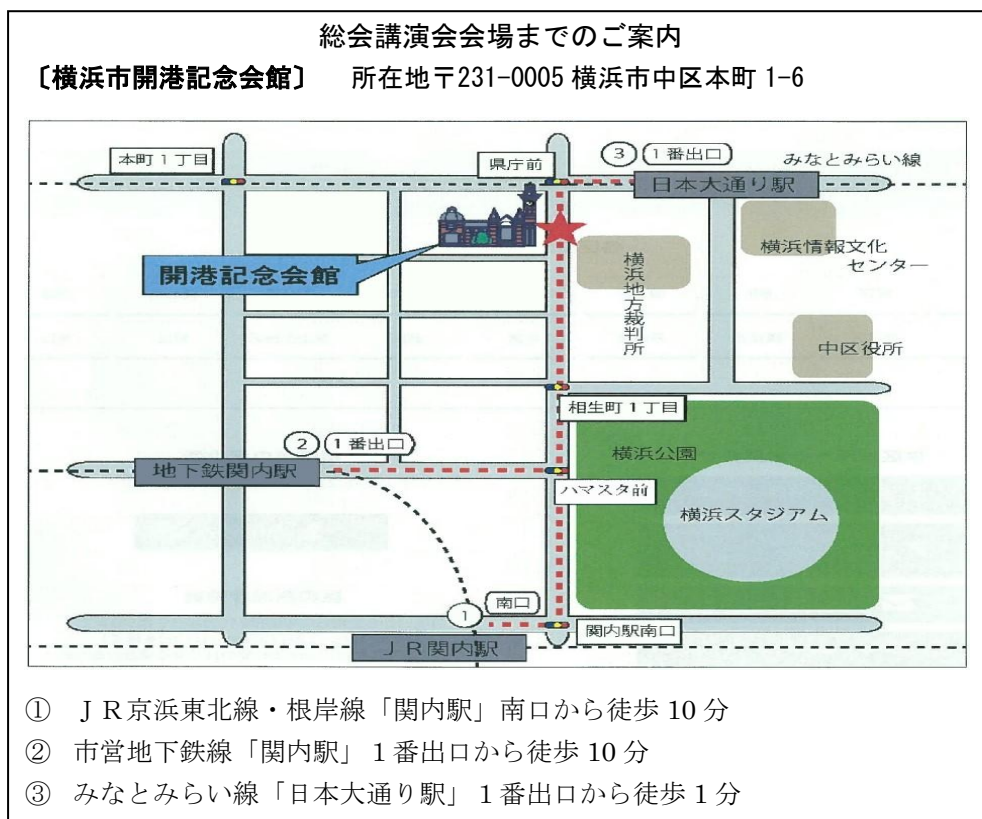 総会講演会会場までのご案内
〔横浜市開港記念会館〕 所在地〒231-0005 横浜市中区本町 1-6
本町1丁目
県庁前
③ 1番出口
みなとみらい線
日本大通り駅
開港記念会館
横浜地方裁判所
横浜情報文化
センター
中区役所
相生町1丁目
② 1番出口
地下鉄関内駅
横浜公園
ハマスタ前
横浜スタジアム
① 南口
関内駅南口
JR関内駅
① JR京浜東北線・根岸線「関内駅」南口から徒歩 10 分
② 市営地下鉄線「関内駅」1番出口から徒歩 10 分
③ みなとみらい線「日本大通り駅」1番出口から徒歩 1 分